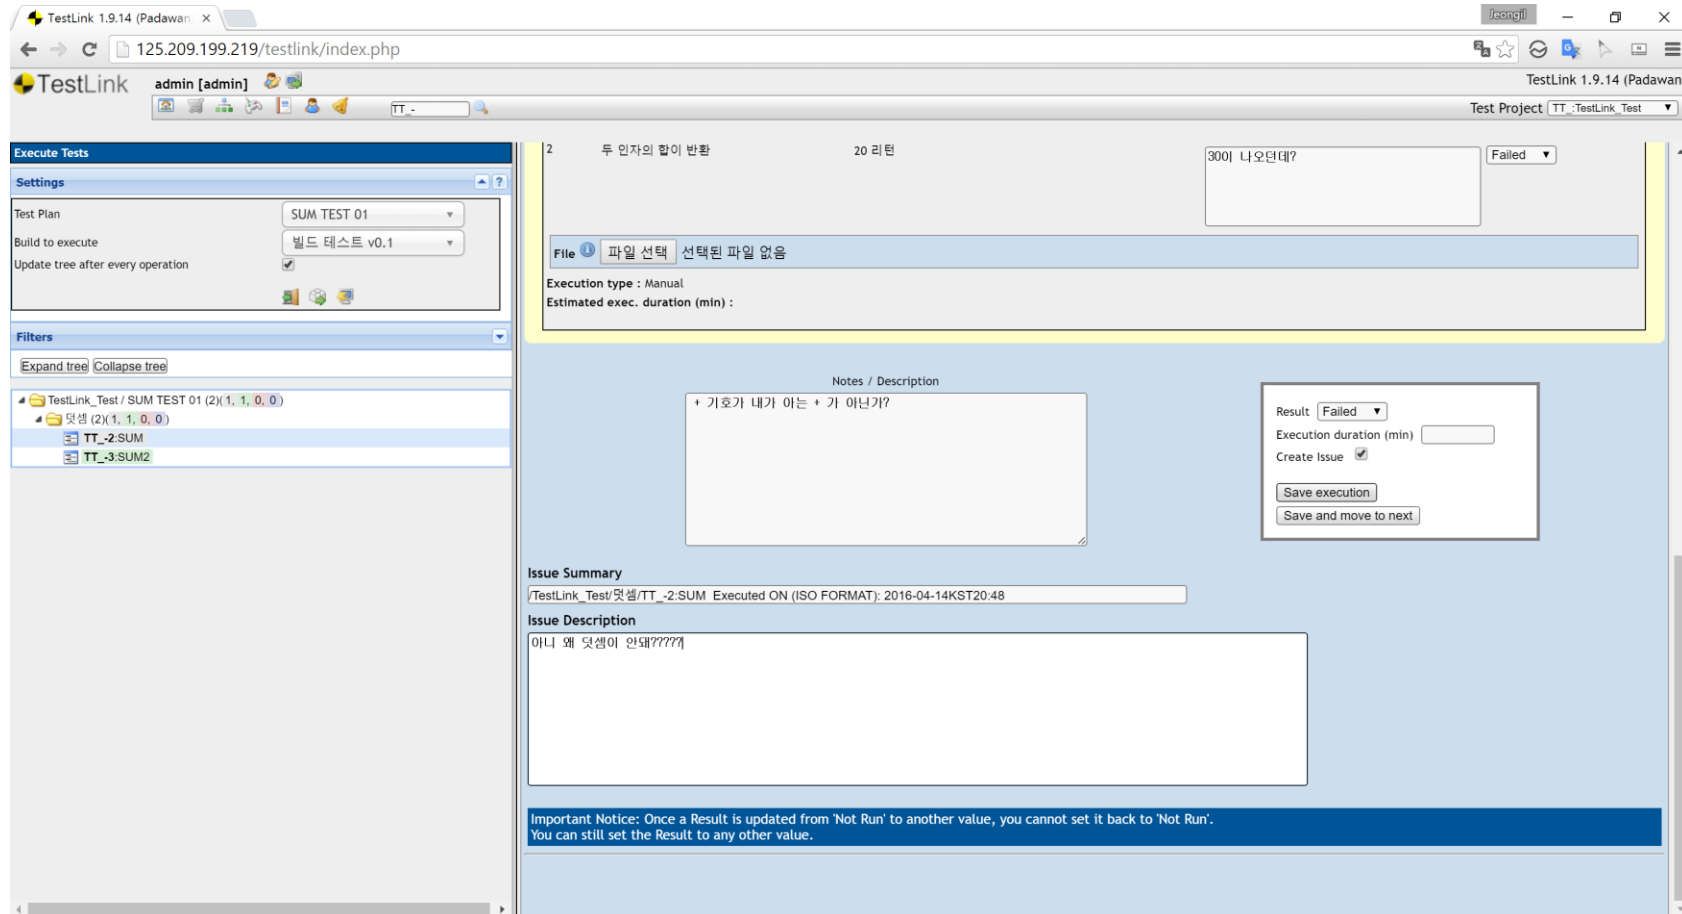 TestLink 1.9.14 (Padawan
Jeongil
125.209.199.219/testlink/index.php
TestLink
admin [admin]
TestLink 1.9.14 (Padawan
TT_-
Test Project TT_:TestLink_Test
Execute Tests
Settings
Test Plan SUM TEST 01
Build to execute 빌드 테스트 v0.1
Update tree after every operation
Filters
Expand tree Collapse tree
TestLink_Test / SUM TEST 01 (2)(1, 1, 0, 0)
덧셈 (2)(1, 1, 0, 0)
TT_-2:SUM
TT_-3:SUM2
2 두 인자의 합이 반환 20 리턴 30이 나오던데? Failed
File 파일 선택 선택된 파일 없음
Execution type : Manual
Estimated exec. duration (min) :
Notes / Description
+ 기호가 내가 아는 + 가 아닌가?
Result Failed
Execution duration (min)
Create Issue
Save execution
Save and move to next
Issue Summary
/TestLink_Test/덧셈/TT_-2:SUM Executed ON (ISO FORMAT): 2016-04-14KST20:48
Issue Description
아니 왜 덧셈이 안돼?????
Important Notice: Once a Result is updated from 'Not Run' to another value, you cannot set it back to 'Not Run'.
You can still set the Result to any other value.